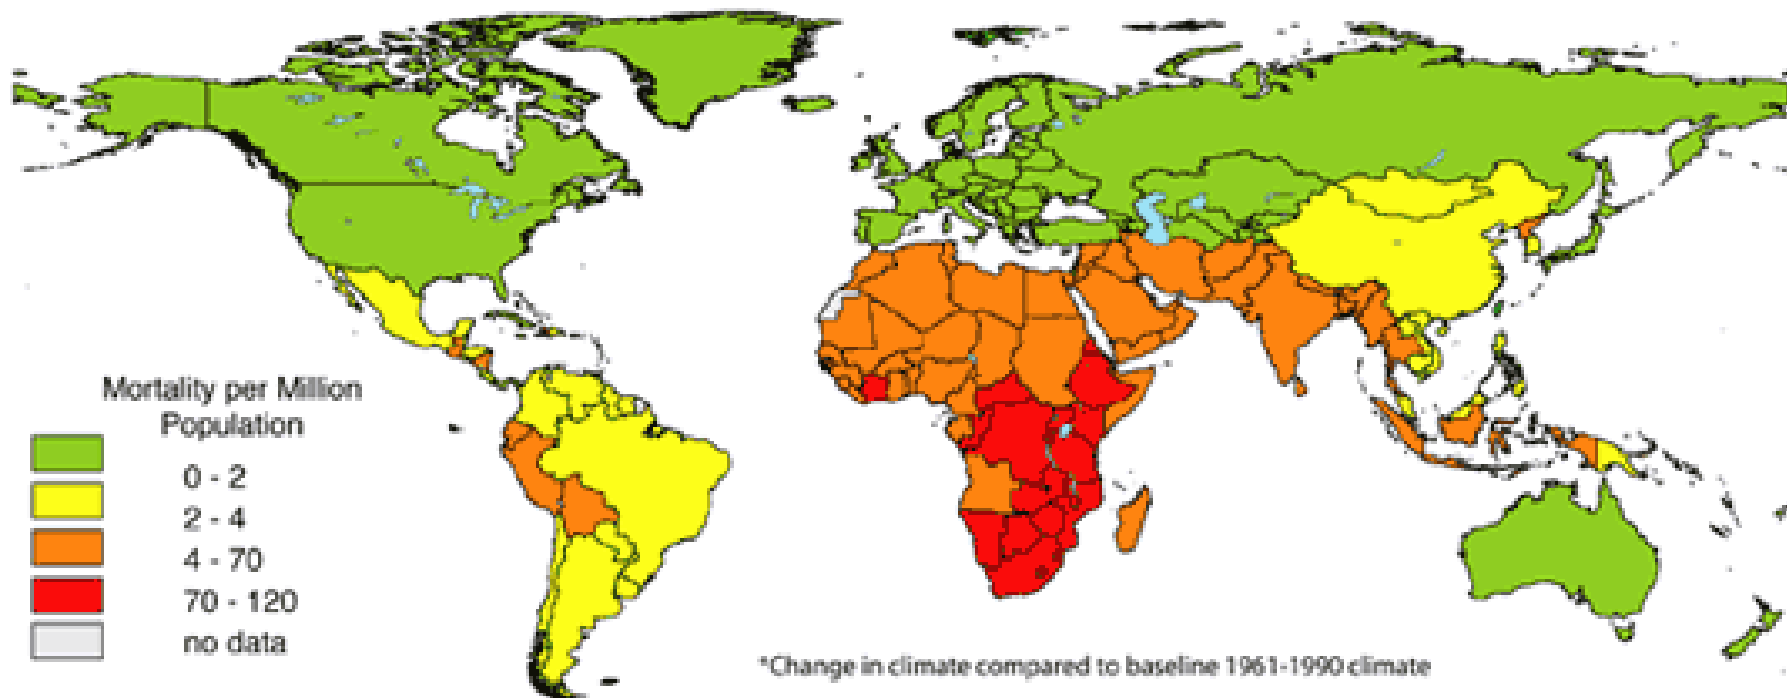 Mortality per Million
Population
0 - 2
2 - 4
4 - 70
70 - 120
no data
*Change in climate compared to baseline 1961-1990 climate